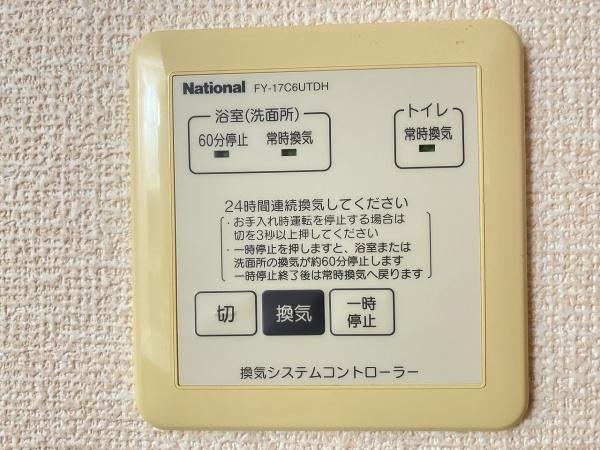 National FY-17C6UTDH
浴室(洗面所)
60分停止 常時換気
トイレ
常時換気
24時間連続換気してください
・お手入れ時運転を停止する場合は
切を3秒以上押してください
・一時停止を押しますと、浴室または
洗面所の換気が約60分停止します
一時停止終了後は常時換気へ戻ります
切 換気 一時
停止
換気システムコントローラー